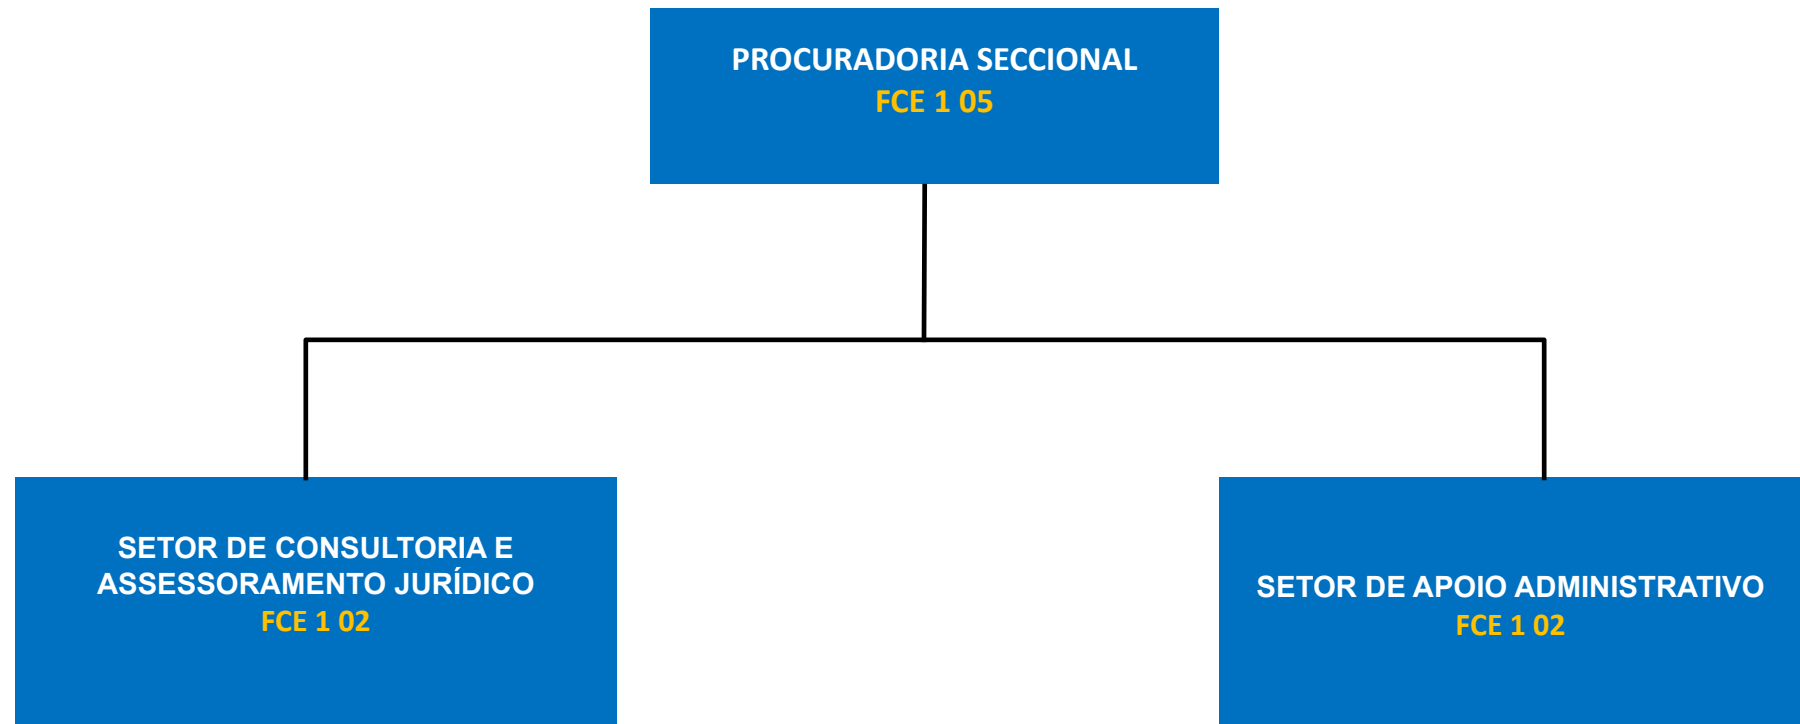 PROCURADORIA SECCIONAL
FCE 1 05
SETOR DE CONSULTORIA E
ASSESSORAMENTO JURÍDICO
FCE 1 02
SETOR DE APOIO ADMINISTRATIVO
FCE 1 02